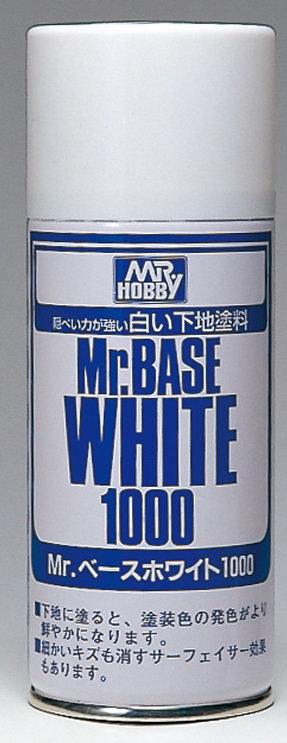 MR
HOBBY
隠ぺい力が強い白い下地塗料
Mr.BASE
WHITE
1000
Mr.ベースホワイト1000
■下地に塗ると、塗装色の発色がより
鮮やかになります。
■細かいキズも消すサーフェイサー効果
もあります。